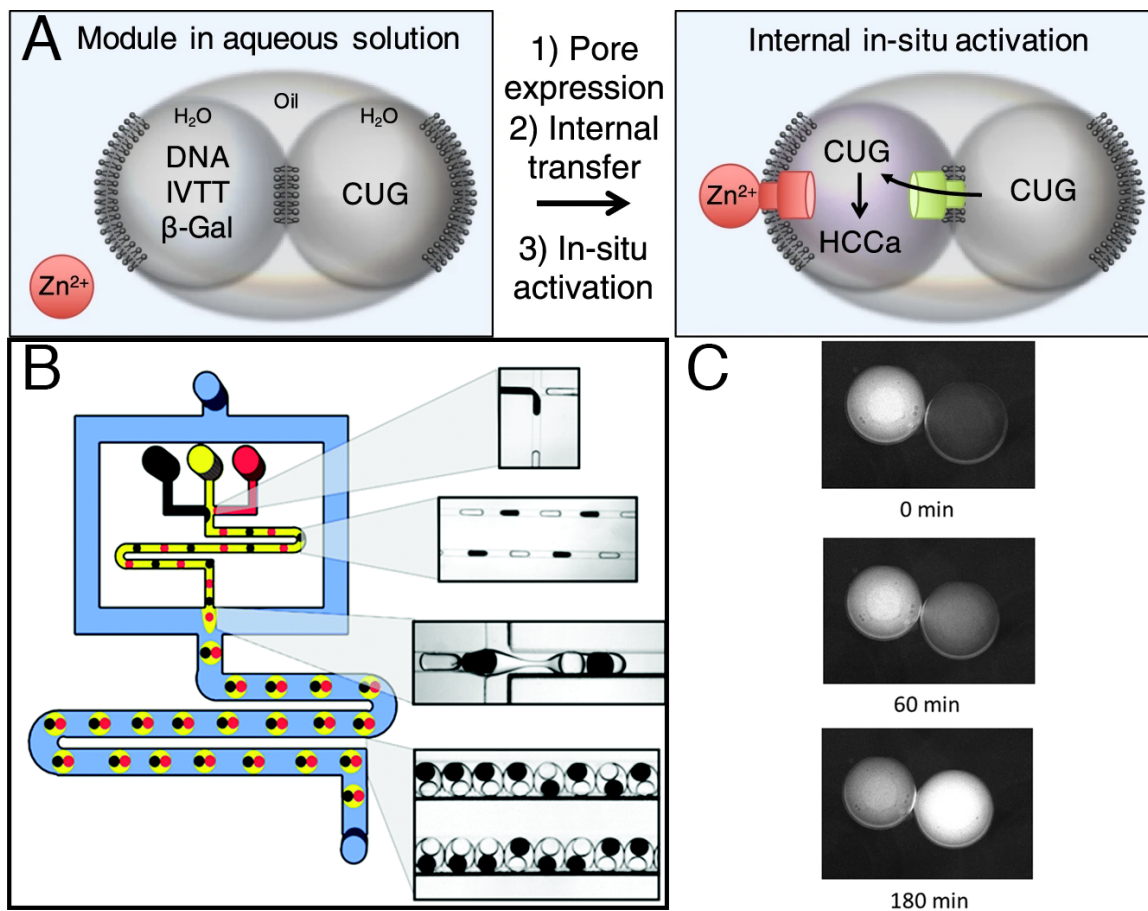 A
Module in aqueous solution
H₂O
Oil
H₂O
DNA
IVTT
β-Gal
CUG
Zn²⁺
1) Pore
expression
2) Internal
transfer
3) In-situ
activation
Internal in-situ activation
Zn²⁺
CUG
HCCa
CUG
B
C
0 min
60 min
180 min